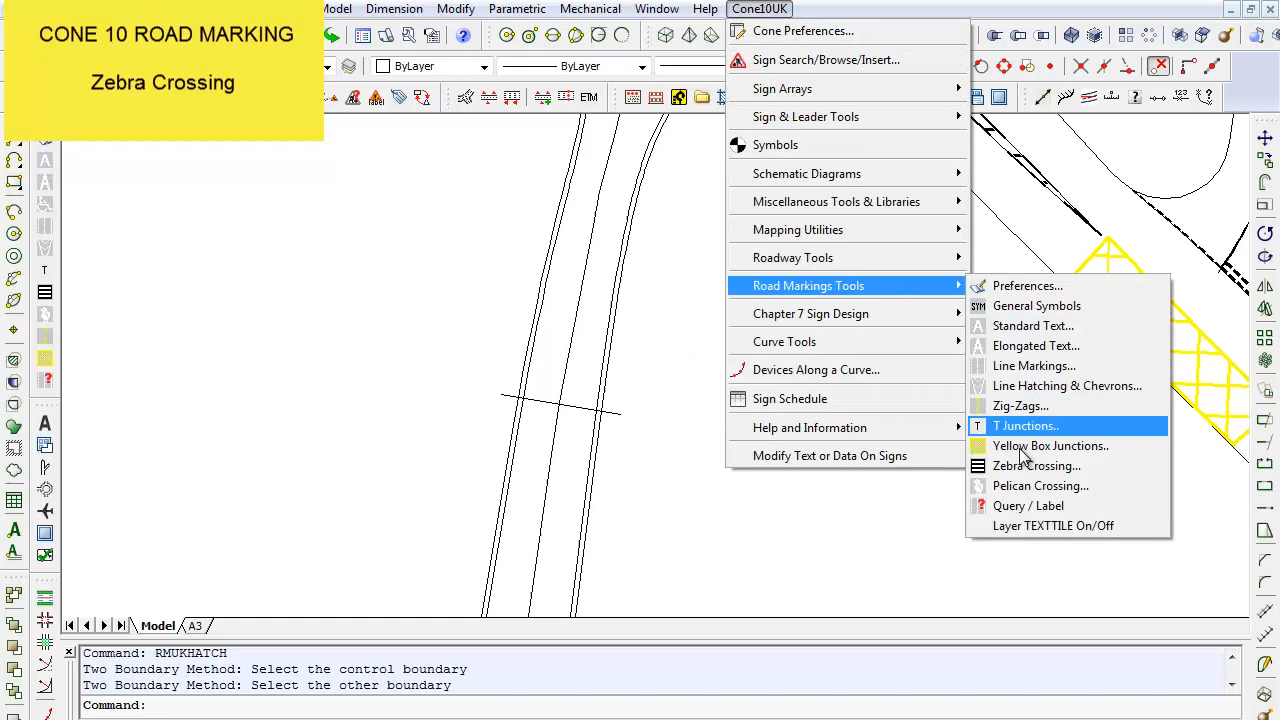 CONE 10 ROAD MARKING
Zebra Crossing
Model Dimension Modify Parametric Mechanical Window Help Cone10UK
ByLayer ByLayer
ETM
Cone Preferences...
Sign Search/Browse/Insert...
Sign Arrays
Sign & Leader Tools
Symbols
Schematic Diagrams
Miscellaneous Tools & Libraries
Mapping Utilities
Roadway Tools
Road Markings Tools
Chapter 7 Sign Design
Curve Tools
Devices Along a Curve...
Sign Schedule
Help and Information
Modify Text or Data On Signs
Preferences...
SYM General Symbols
A Standard Text...
A Elongated Text...
Line Markings...
Line Hatching & Chevrons...
Zig-Zags...
T T Junctions..
Yellow Box Junctions..
Zebra Crossing...
Pelican Crossing...
Query / Label
Layer TEXTTILE On/Off
Model A3
Command: RMUKHATCH
Two Boundary Method: Select the control boundary
Two Boundary Method: Select the other boundary
Command: